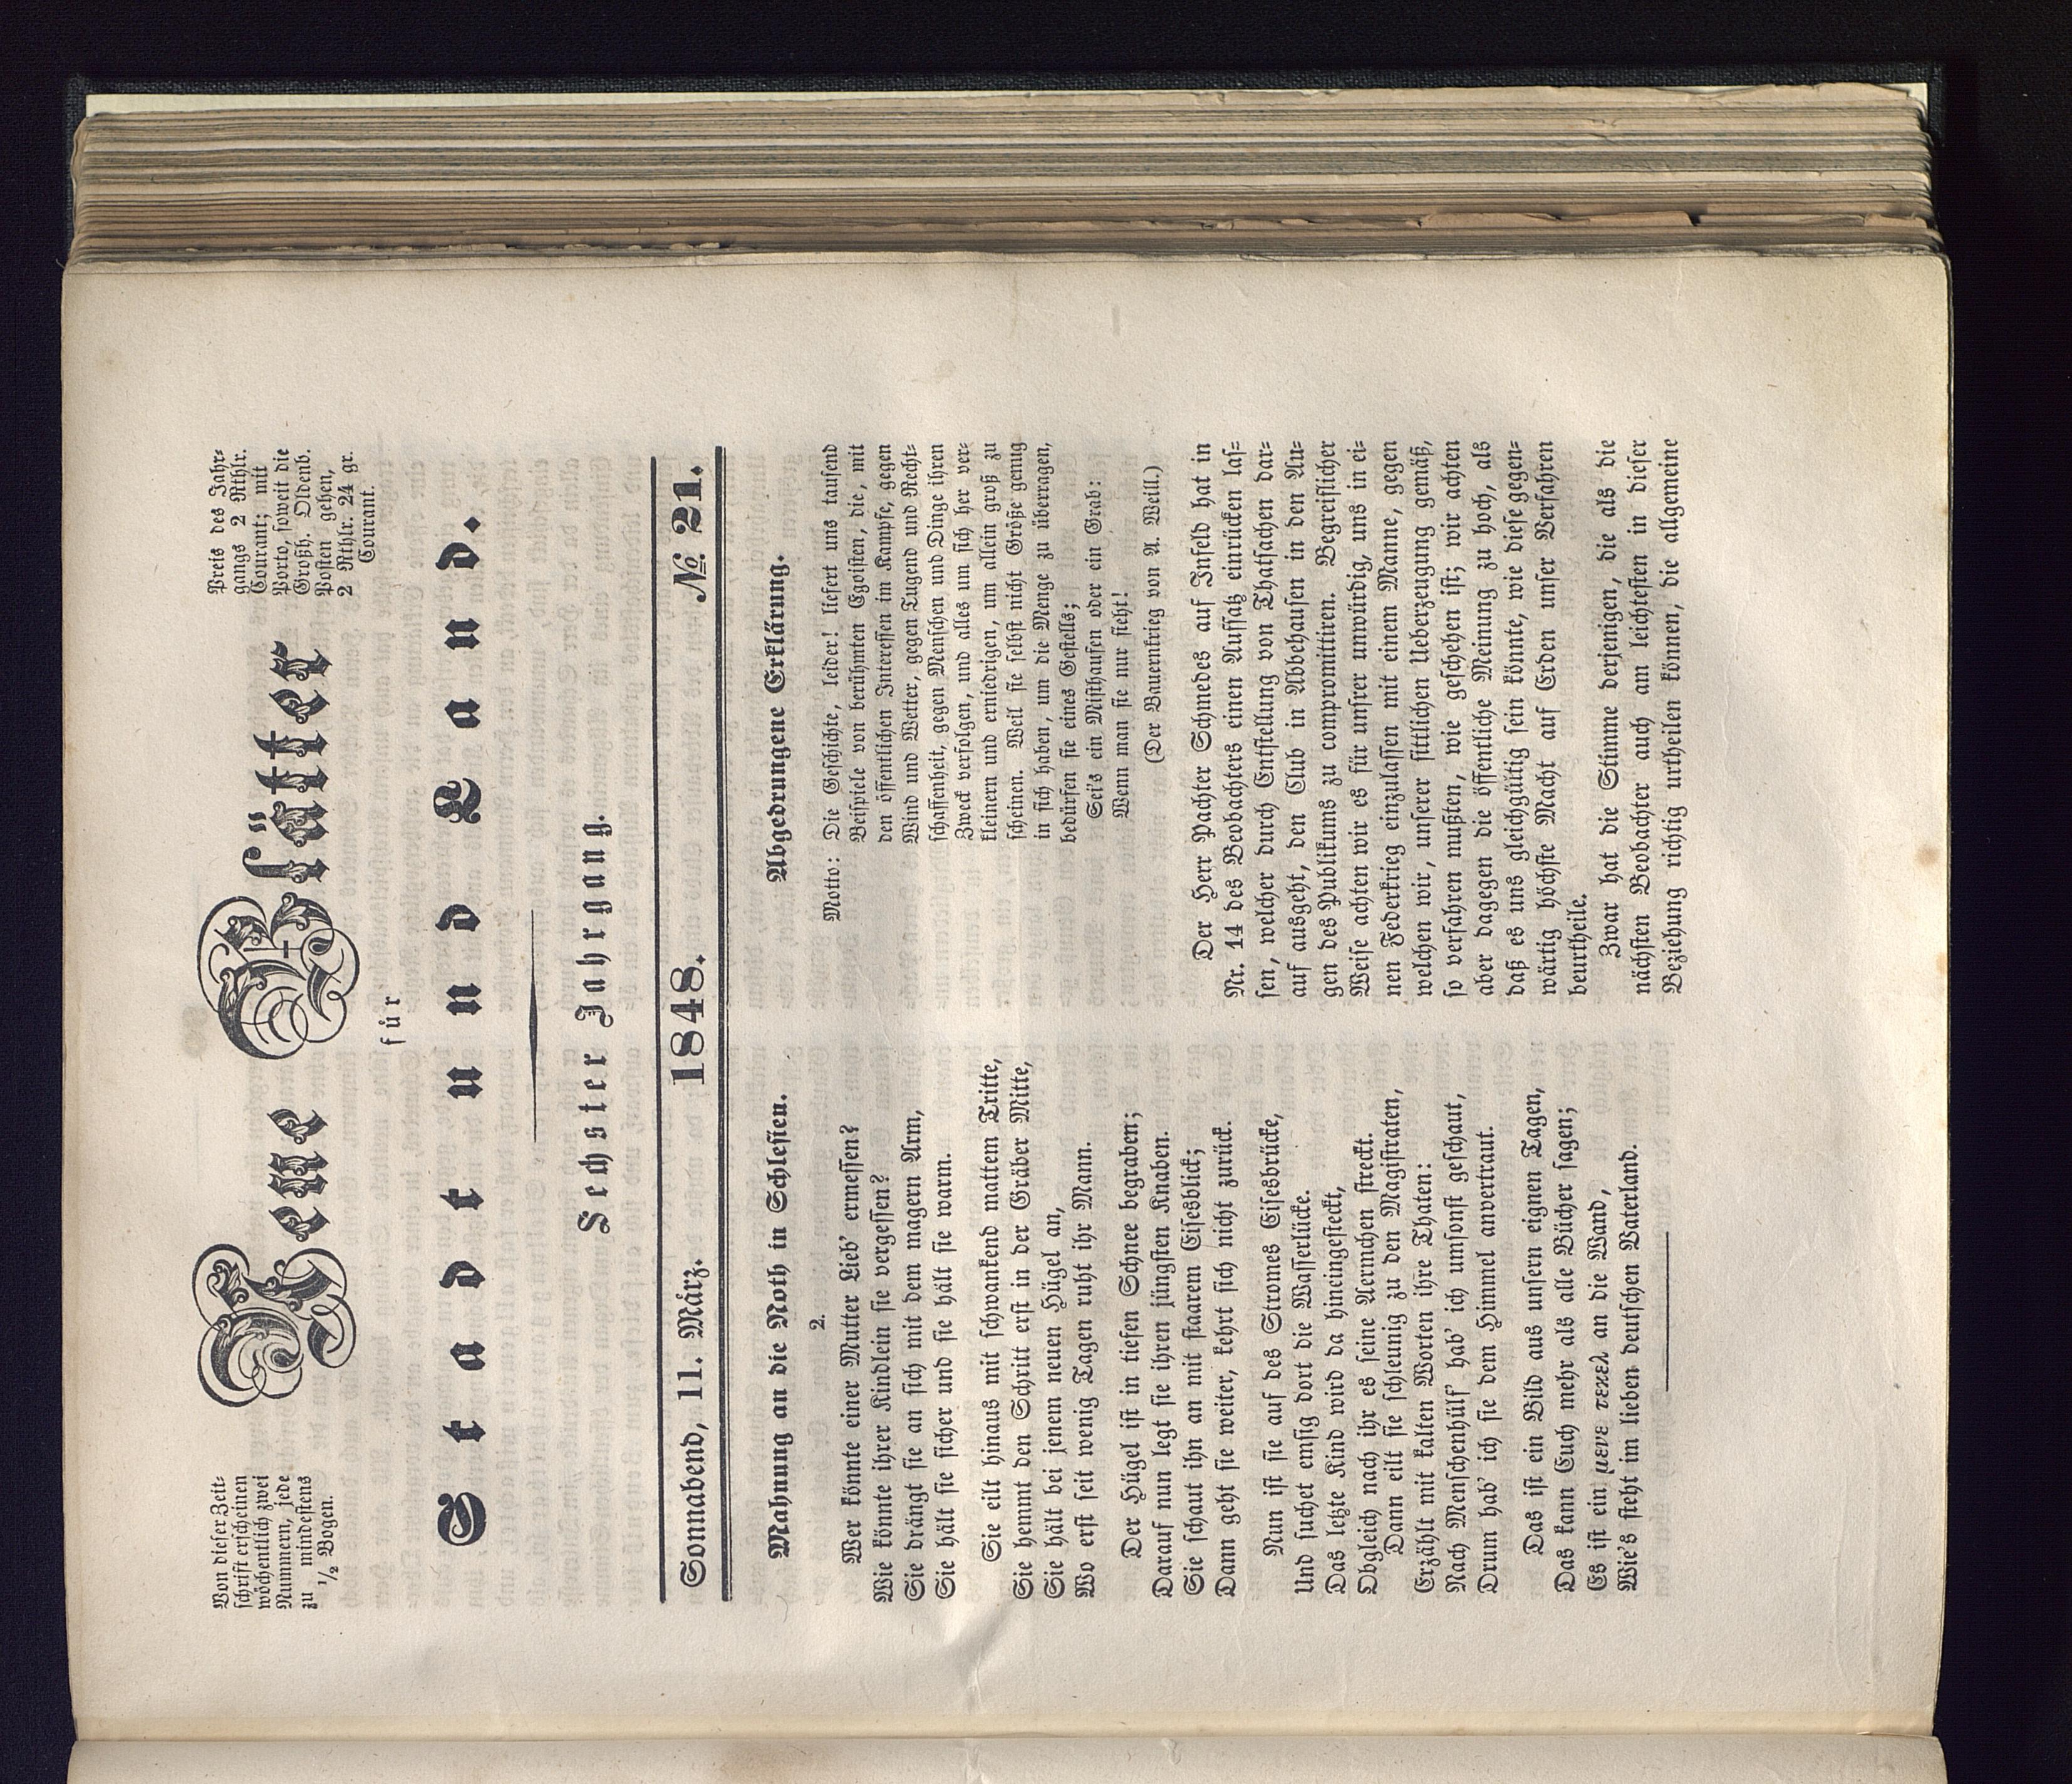 Von dieser Zeit-
schrift erscheinen
wöchentlich zwei
Nummern, jede
zu mindestens
1/2 Bogen.
Neue Blätter
für
Stadt und Land.
Preis des Jahr-
gangs 2 Rthlr.
Courant; mit
Porto, soweit die
Großh. Oldenb.
Posten gehen,
2 Rthlr. 24 gr.
Courant.
Sechster Jahrgang.
Sonnabend, 11. März. 1848. № 21.
Mahnung an die Noth in Schlesien.
2.
Wer könnte einer Mutter Lieb' ermessen?
Wie könnte ihrer Kindlein sie vergessen?
Sie drängt sie an sich mit dem magern Arm,
Sie hält sie sicher und sie hält sie warm.
Sie eilt hinaus mit schwankend mattem Tritte,
Sie hemmt den Schritt erst in der Gräber Mitte,
Sie hält bei jenem neuen Hügel an,
Wo erst seit wenig Tagen ruht ihr Mann.
Der Hügel ist in tiefen Schnee begraben;
Darauf nun legt sie ihren jüngsten Knaben.
Sie schaut ihn an mit staarem Eisesblick;
Dann geht sie weiter, kehrt sich nicht zurück.
Nun ist sie auf des Stromes Eisesbrücke,
Und suchet emsig dort die Wasserlücke.
Das letzte Kind wird da hineingesteckt,
Obgleich nach ihr es seine Aermchen streckt.
Dann eilt sie schleunig zu den Magistraten,
Erzählt mit kalten Worten ihre Thaten:
Nach Menschenhülf' hab' ich umsonst geschaut,
Drum hab' ich sie dem Himmel anvertraut.
Das ist ein Bild aus unsern eignen Tagen,
Das kann Euch mehr als alle Bücher sagen;
Es ist ein μενε τεκελ an die Wand,
Wie's steht im lieben deutschen Vaterland.
Abgedrungene Erklärung.
Motto: Die Geschichte, leider! liefert uns tausend
Beispiele von berühmten Egoisten, die, mit
den öffentlichen Interessen im Kampfe, gegen
Wind und Wetter, gegen Tugend und Recht-
schaffenheit, gegen Menschen und Dinge ihren
Zweck verfolgen, und alles um sich her ver-
kleinern und erniedrigen, um allein groß zu
scheinen. Weil sie selbst nicht Größe genug
in sich haben, um die Menge zu überragen,
bedürfen sie eines Gestells;
Sei's ein Misthaufen oder ein Grab:
Wenn man sie nur sieht!
(Der Bauernkrieg von A. Weill.)
Der Herr Pachter Schmedes auf Inseld hat in
Nr. 14 des Beobachters einen Aufsatz einrücken las-
sen, welcher durch Entstellung von Thatsachen dar-
auf ausgeht, den Club in Abbehausen in den Au-
gen des Publikums zu compromittiren. Begreiflicher
Weise achten wir es für unsrer unwürdig, uns in ei-
nen Federkrieg einzulassen mit einem Manne, gegen
welchen wir, unserer sittlichen Ueberzeugung gemäß,
so verfahren mußten, wie geschehen ist; wir achten
aber dagegen die öffentliche Meinung zu hoch, als
daß es uns gleichgültig sein könnte, wie diese gegen-
wärtig höchste Macht auf Erden unser Verfahren
beurtheile.
Zwar hat die Stimme derjenigen, die als die
nächsten Beobachter auch am leichtesten in dieser
Beziehung richtig urtheilen können, die allgemeine